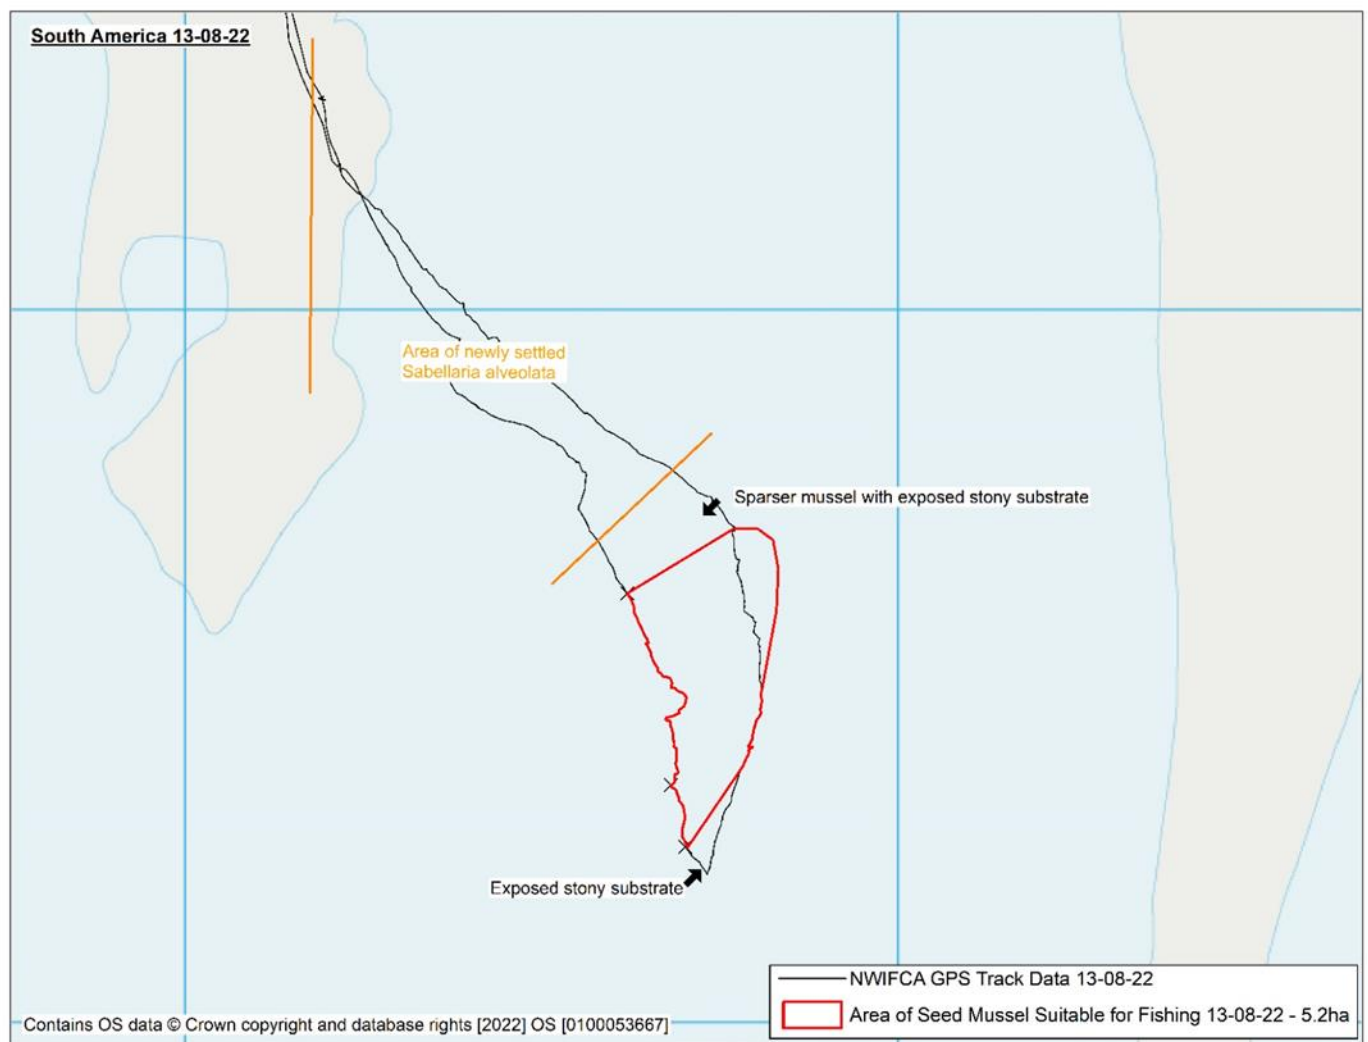 South America 13-08-22
Area of newly settled
Sabellaria alveolata
Sparser mussel with exposed stony substrate
Exposed stony substrate
NWIFCA GPS Track Data 13-08-22
Area of Seed Mussel Suitable for Fishing 13-08-22 - 5.2ha
Contains OS data © Crown copyright and database rights [2022] OS [0100053667]